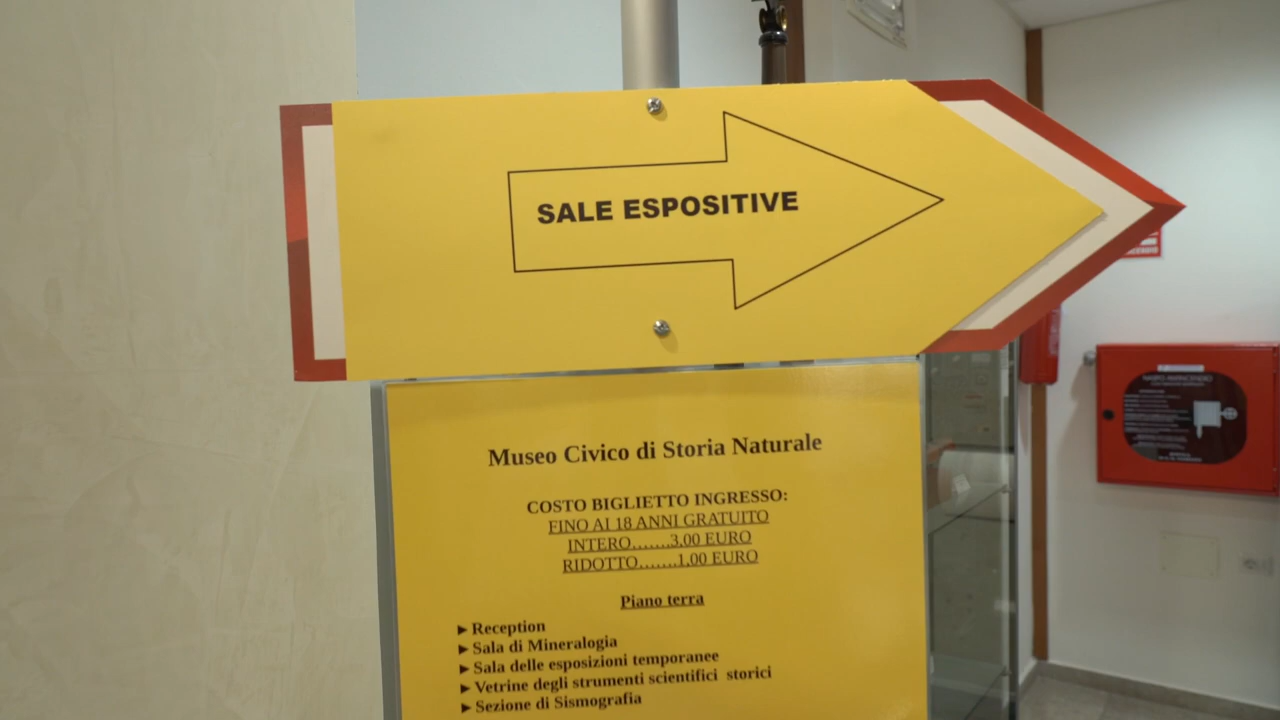 SALE ESPOSITIVE
Museo Civico di Storia Naturale
COSTO BIGLIETTO INGRESSO:
FINO AI 18 ANNI GRATUITO
INTERO.......3,00 EURO
RIDOTTO.......1,00 EURO
Piano terra
► Reception
► Sala di Mineralogia
► Sala delle esposizioni temporanee
► Vetrine degli strumenti scientifici storici
► Sezione di Sismografia
NASPO ANTINCENDIO